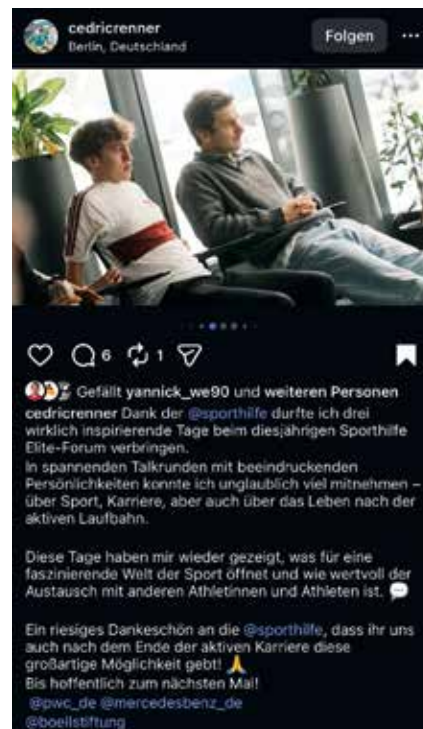 cedricrenner
Berlin, Deutschland
Folgen
6
1
Gefällt yannick_we90 und weiteren Personen
cedricrenner Dank der @sporthilfe durfte ich drei
wirklich inspirierende Tage beim diesjährigen Sporthilfe
Elite-Forum verbringen.
In spannenden Talkrunden mit beeindruckenden
Persönlichkeiten konnte ich unglaublich viel mitnehmen –
über Sport, Karriere, aber auch über das Leben nach der
aktiven Laufbahn.
Diese Tage haben mir wieder gezeigt, was für eine
faszinierende Welt der Sport öffnet und wie wertvoll der
Austausch mit anderen Athletinnen und Athleten ist. 💬
Ein riesiges Dankeschön an die @sporthilfe, dass ihr uns
auch nach dem Ende der aktiven Karriere diese
großartige Möglichkeit gebt! 🙏
Bis hoffentlich zum nächsten Mal!
@pwc_de @mercedesbenz_de
@boellstiftung